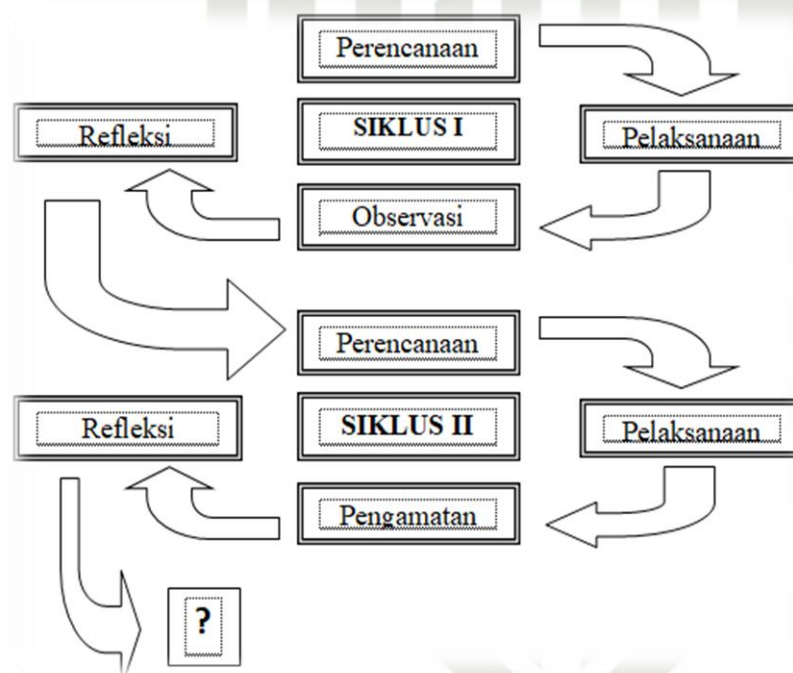 Perencanaan
Refleksi
SIKLUS I
Pelaksanaan
Observasi
Perencanaan
Refleksi
SIKLUS II
Pelaksanaan
Pengamatan
?